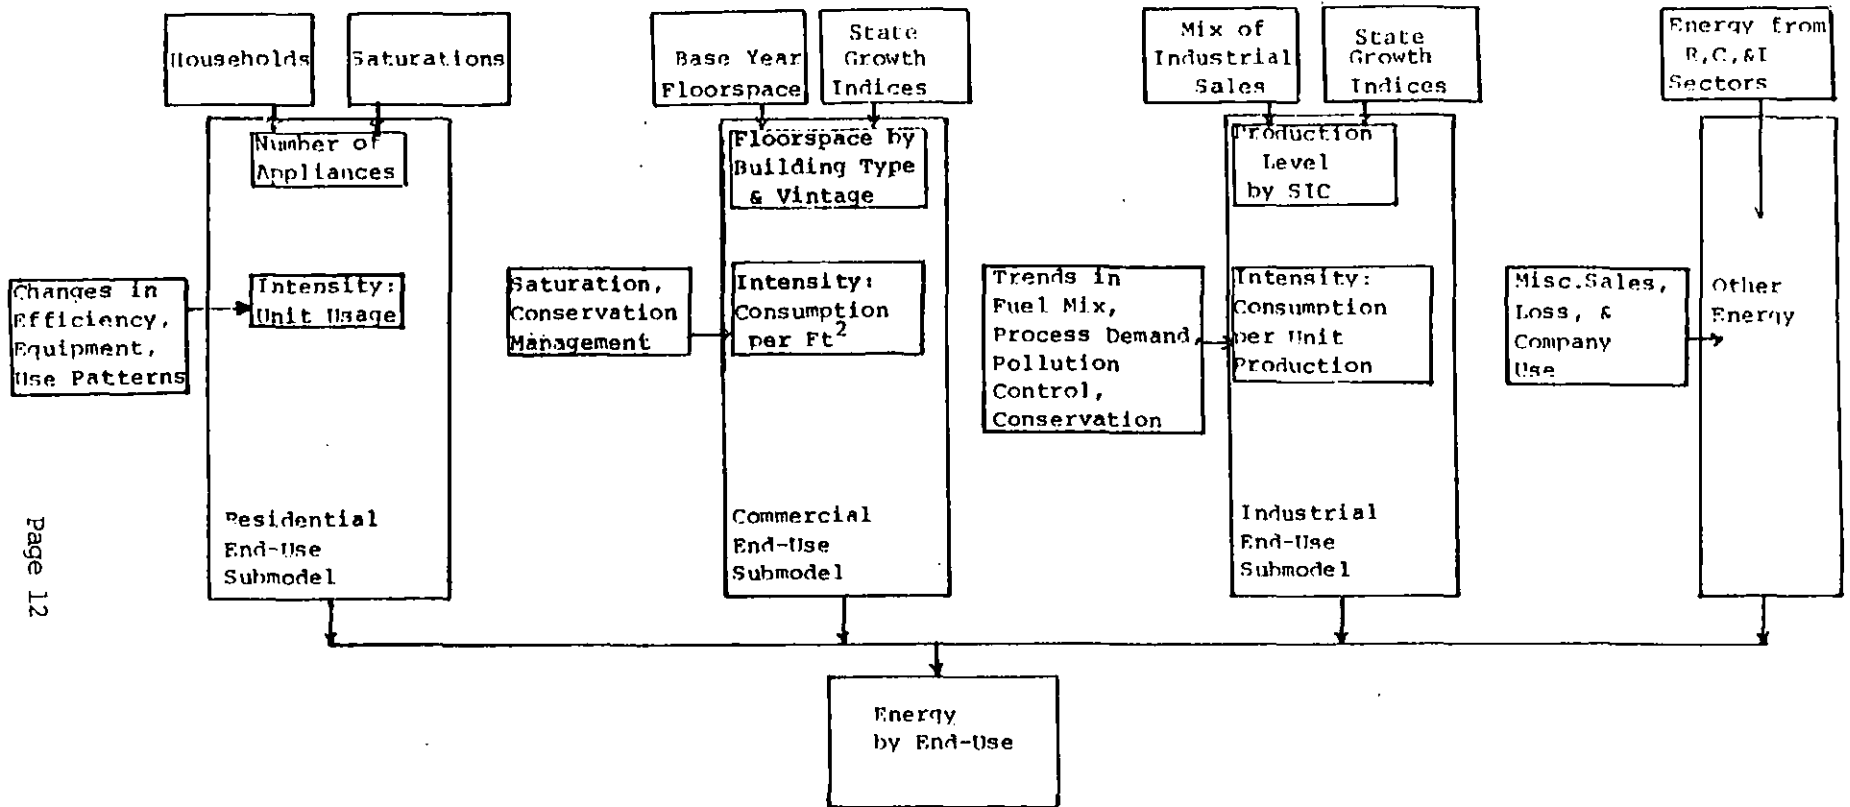 Households
Saturations
Base Year
Floorspace
State
Growth
Indices
Mix of
Industrial
Sales
State
Growth
Indices
Energy from
R,C,&I
Sectors
Number of
Appliances
Floorspace by
Building Type
& Vintage
Production
Level
by SIC
Changes in
Efficiency,
Equipment,
Use Patterns
Intensity:
Unit Usage
Saturation,
Conservation
Management
Intensity:
Consumption
per Ft²
Trends in
Fuel Mix,
Process Demand
Pollution
Control,
Conservation
Intensity:
Consumption
per Unit
Production
Misc.Sales,
Loss, &
Company
Use
Other
Energy
Residential
End-Use
Submodel
Commercial
End-Use
Submodel
Industrial
End-Use
Submodel
Energy
by End-Use
Page 12